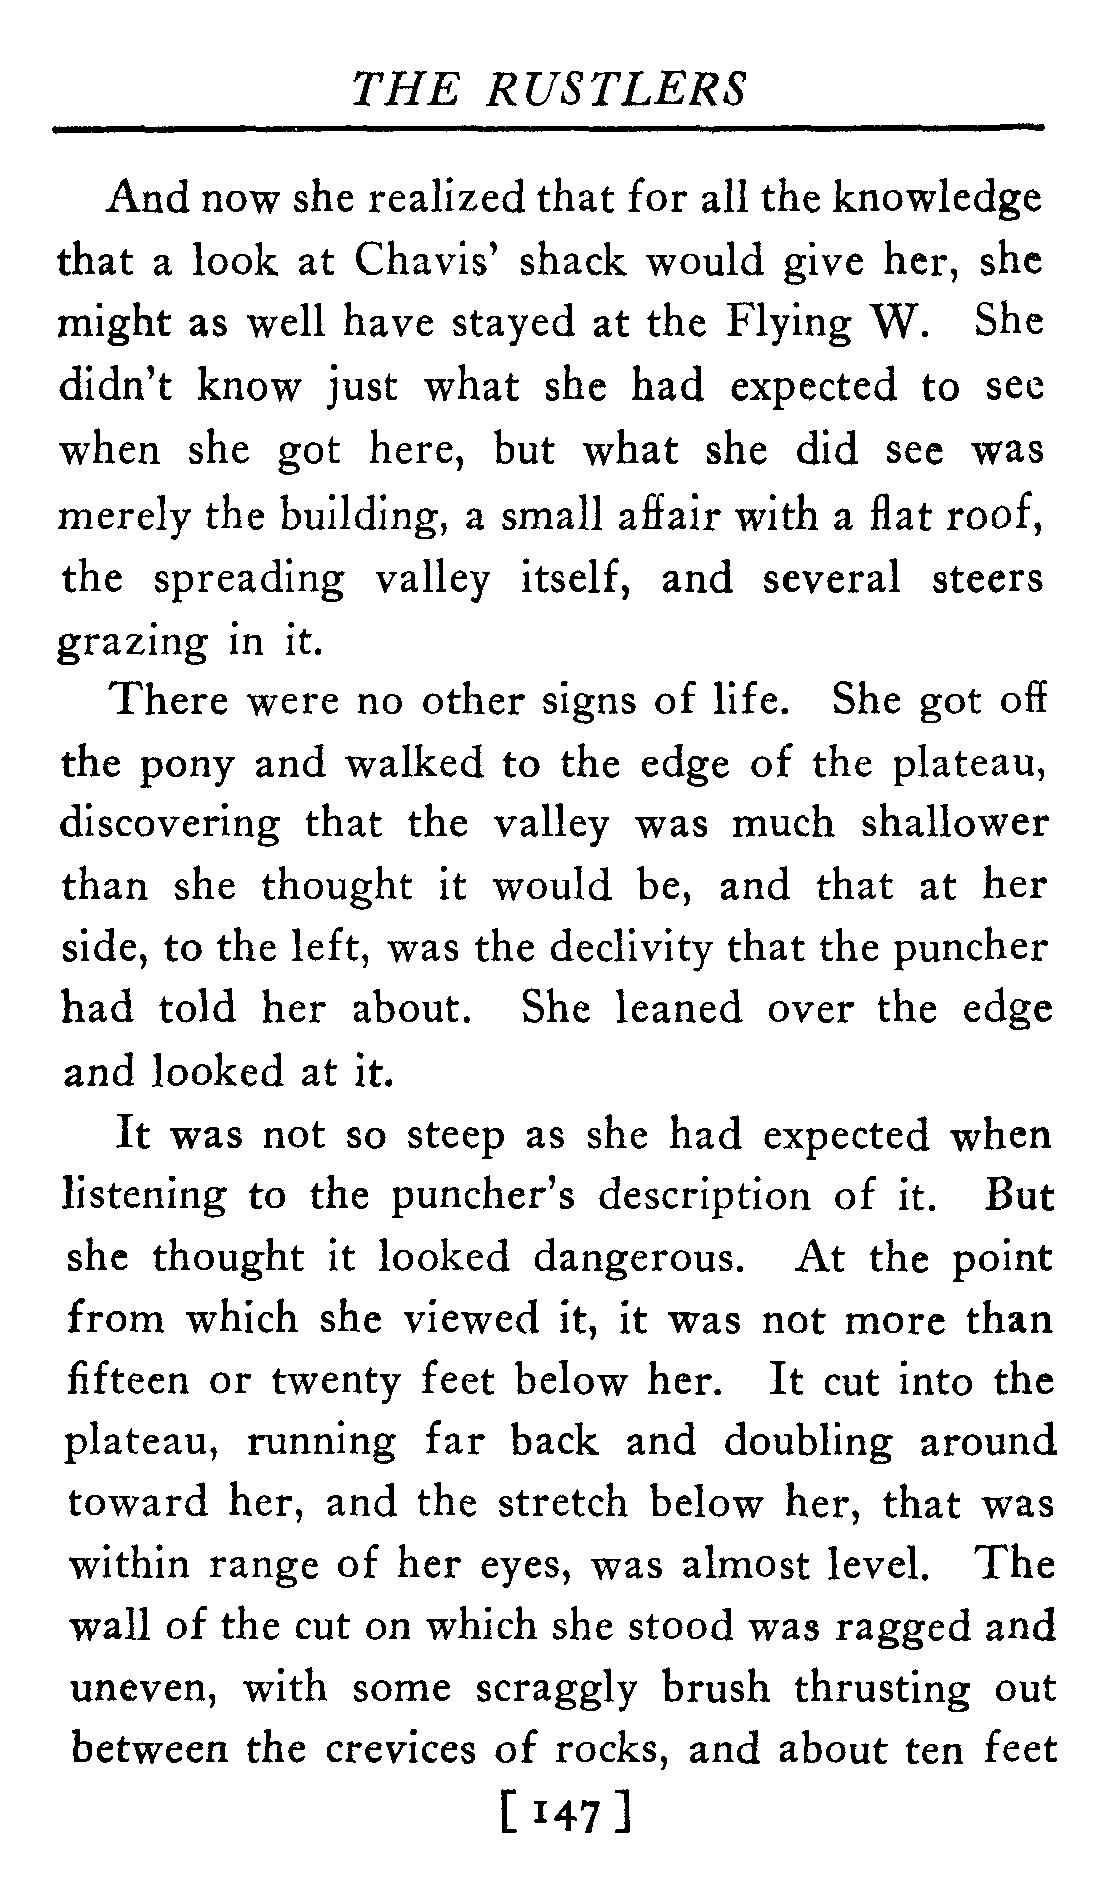 THE RUSTLERS
And now she realized that for all the knowledge
that a look at Chavis' shack would give her, she
might as well have stayed at the Flying W. She
didn't know just what she had expected to see
when she got here, but what she did see was
merely the building, a small affair with a flat roof,
the spreading valley itself, and several steers
grazing in it.
There were no other signs of life. She got off
the pony and walked to the edge of the plateau,
discovering that the valley was much shallower
than she thought it would be, and that at her
side, to the left, was the declivity that the puncher
had told her about. She leaned over the edge
and looked at it.
It was not so steep as she had expected when
listening to the puncher's description of it. But
she thought it looked dangerous. At the point
from which she viewed it, it was not more than
fifteen or twenty feet below her. It cut into the
plateau, running far back and doubling around
toward her, and the stretch below her, that was
within range of her eyes, was almost level. The
wall of the cut on which she stood was ragged and
uneven, with some scraggly brush thrusting out
between the crevices of rocks, and about ten feet
[ 147 ]